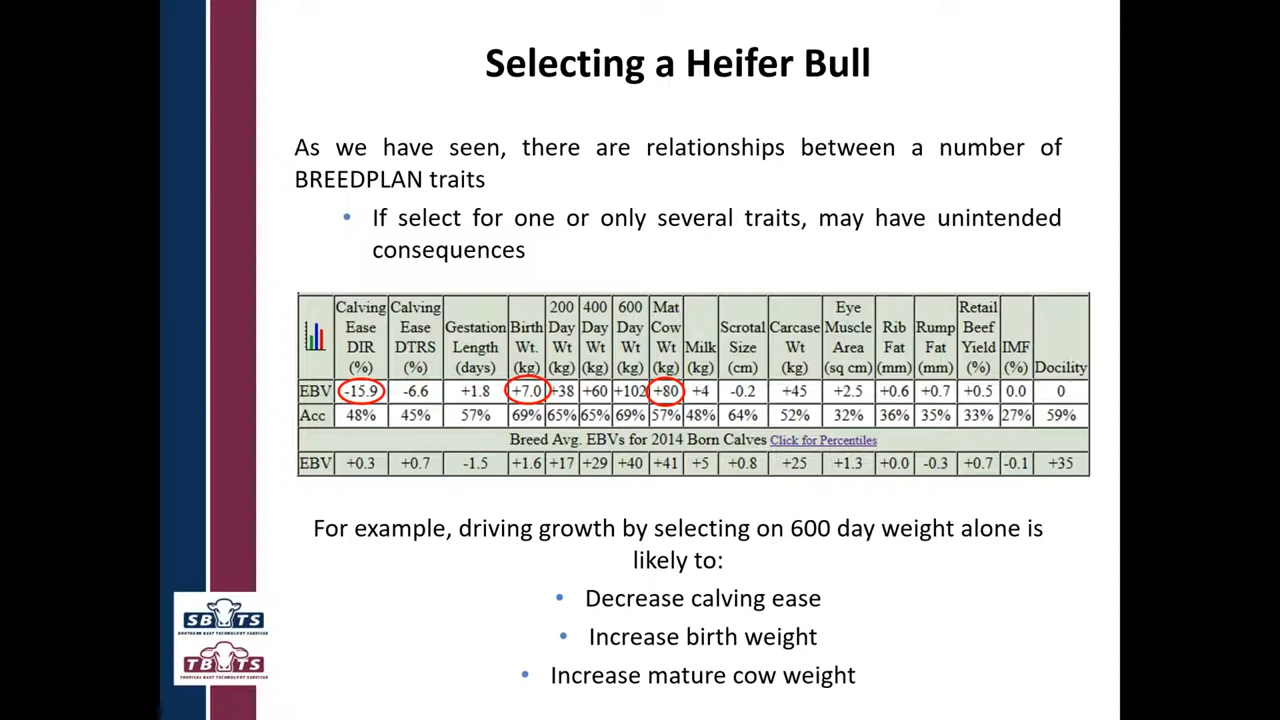 Selecting a Heifer Bull
As we have seen, there are relationships between a number of
BREEDPLAN traits
• If select for one or only several traits, may have unintended
consequences
Calving Ease DIR (%) Calving Ease DTRS (%) Gestation Length (days) Birth Wt. (kg) 200 Day Wt (kg) 400 Day Wt (kg) 600 Day Wt (kg) Mat Cow Wt (kg) Milk (kg) Scrotal Size (cm) Carcase Wt (kg) Eye Muscle Area (sq cm) Rib Fat (mm) Rump Fat (mm) Retail Beef Yield (%) IMF (%) Docility
EBV -15.9 -6.6 +1.8 +7.0 +38 +60 +102 +80 +4 -0.2 +45 +2.5 +0.6 +0.7 +0.5 0.0 0
Acc 48% 45% 57% 69% 65% 65% 69% 57% 48% 64% 52% 32% 36% 35% 33% 27% 59%
Breed Avg. EBVs for 2014 Born Calves Click for Percentiles
EBV +0.3 +0.7 -1.5 +1.6 +17 +29 +40 +41 +5 +0.8 +25 +1.3 +0.0 -0.3 +0.7 -0.1 +35
For example, driving growth by selecting on 600 day weight alone is
likely to:
• Decrease calving ease
• Increase birth weight
• Increase mature cow weight
SBTS
SOUTHERN BEEF TECHNOLOGY SERVICES
TBTS
TROPICAL BEEF TECHNOLOGY SERVICES